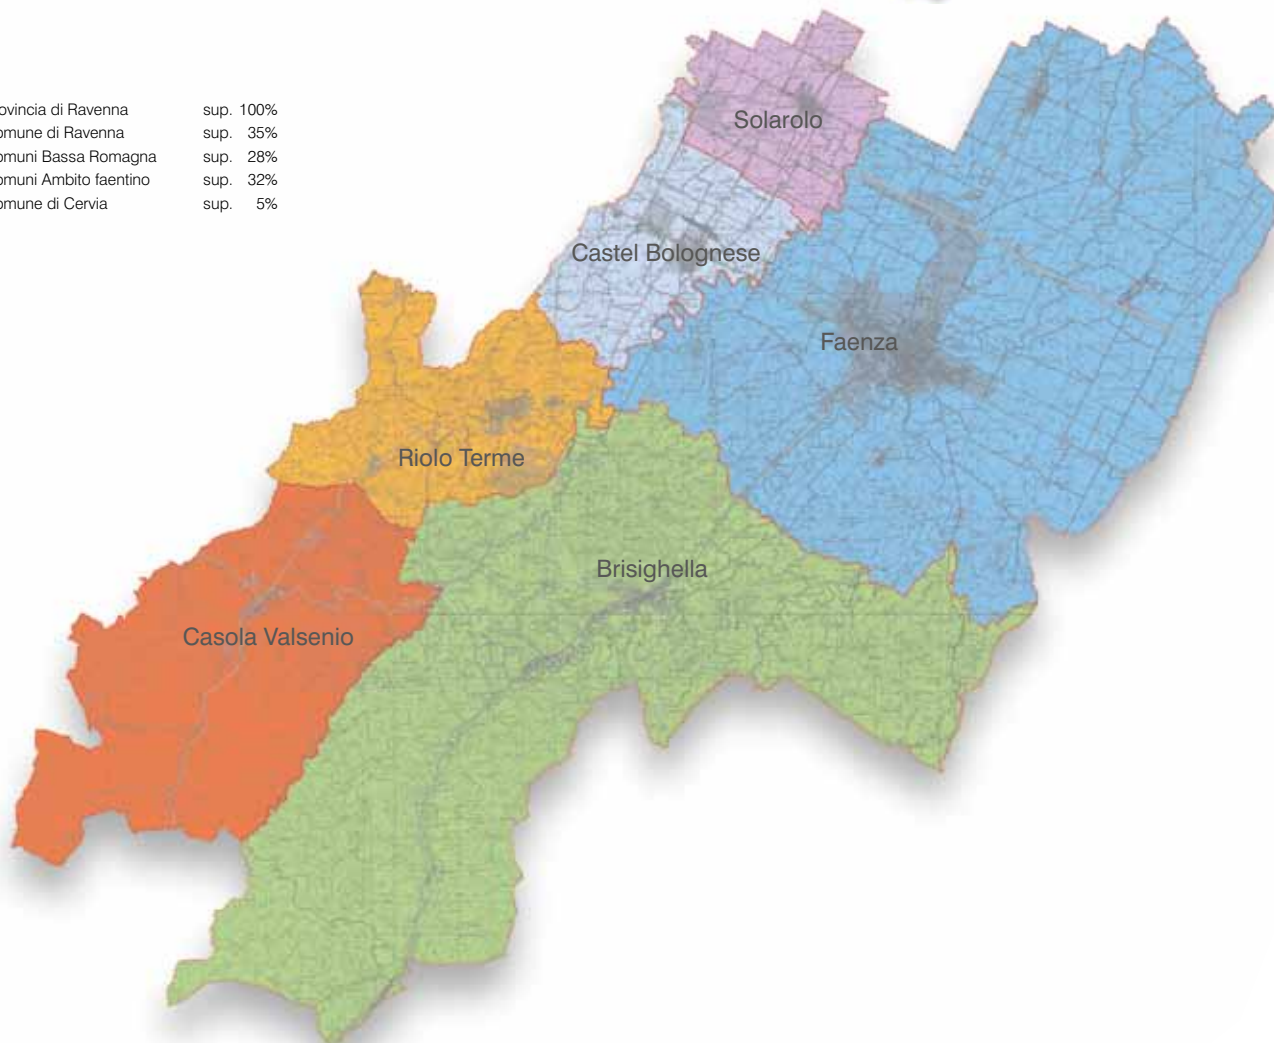 ovincia di Ravenna sup. 100%
omune di Ravenna sup. 35%
omuni Bassa Romagna sup. 28%
omuni Ambito faentino sup. 32%
omune di Cervia sup. 5%
Solarolo
Castel Bolognese
Faenza
Riolo Terme
Brisighella
Casola Valsenio